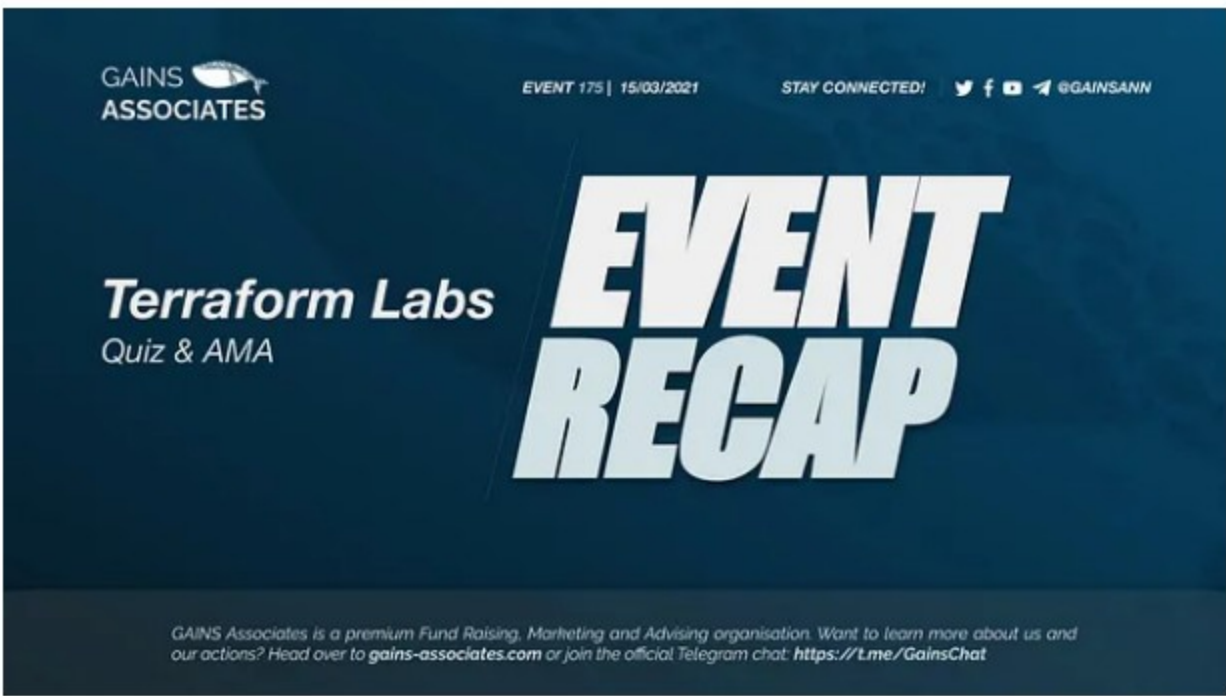 GAINS
ASSOCIATES
EVENT 175 | 15/03/2021
STAY CONNECTED!
@GAINSANN
EVENT
RECAP
Terraform Labs
Quiz & AMA
GAINS Associates is a premium Fund Raising, Marketing and Advising organisation. Want to learn more about us and
our actions? Head over to gains-associates.com or join the official Telegram chat: https://t.me/GainsChat